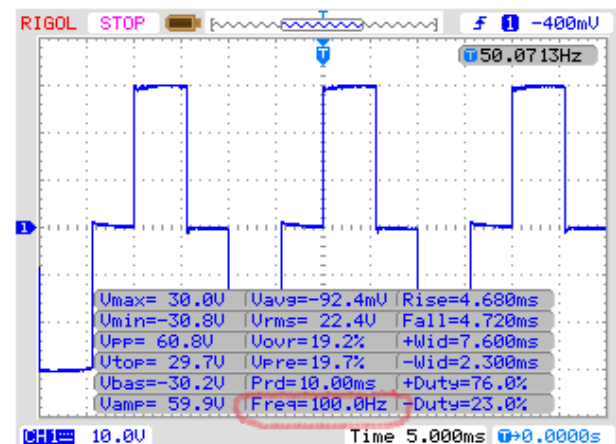 RIGOL STOP f 1 -400mV
T
T 50.0713Hz
1
Vmax= 30.0V Vavg=-92.4mV Rise=4.680ms
Vmin=-30.8V Vrms= 22.4V Fall=4.720ms
Vpp= 60.8V Vovr=19.2% +Wid=7.600ms
Vtop= 29.7V Vpre=19.7% -Wid=2.300ms
Vbas=-30.2V Prd=10.00ms +Duty=76.0%
Vamp= 59.9V Freq=100.0Hz -Duty=23.0%
CH1 10.0V Time 5.000ms T→0.0000s